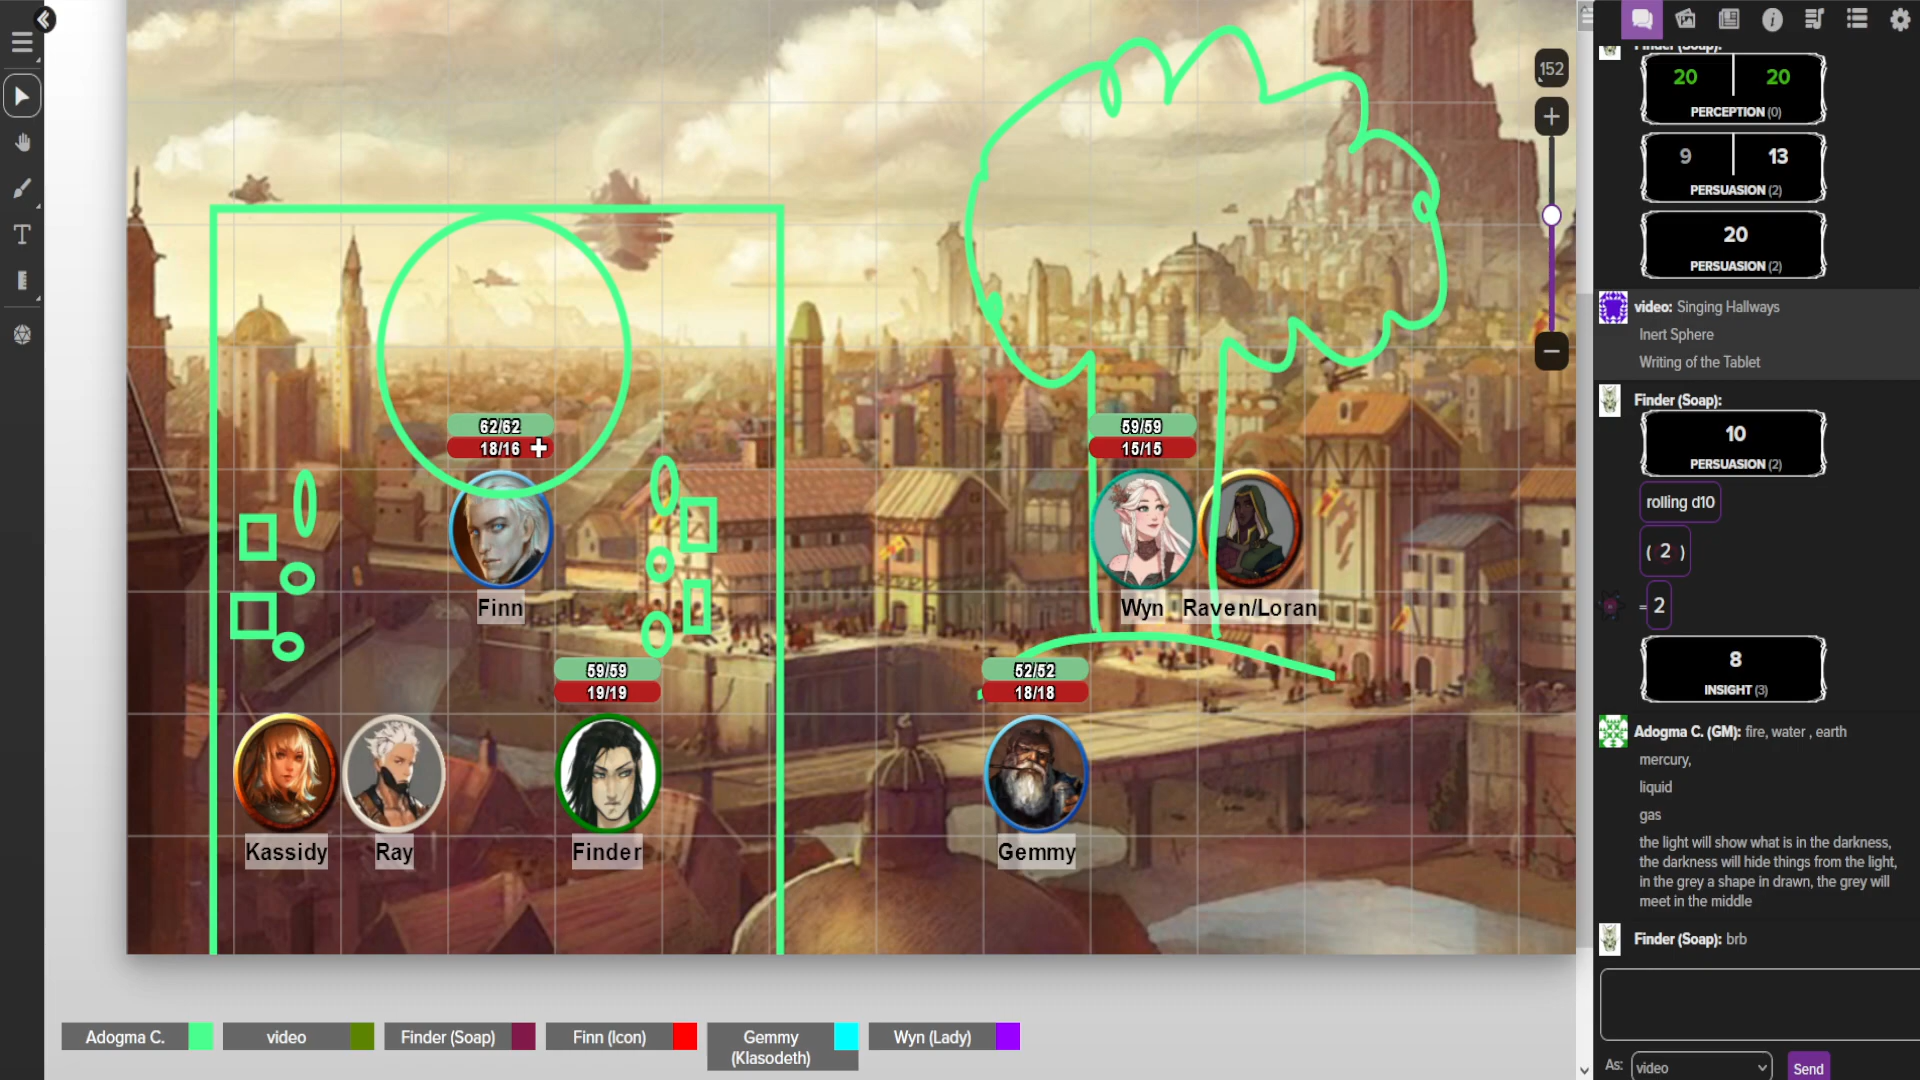 152
62/62
18/16
Finn
59/59
15/15
Wyn
Raven/Loran
59/59
19/19
52/52
18/18
Kassidy
Ray
Finder
Gemmy
Adogma C.
video
Finder (Soap)
Finn (Icon)
Gemmy
(Klasodeth)
Wyn (Lady)
Finder (Soap):
20 20
PERCEPTION (0)
9 13
PERSUASION (2)
20
PERSUASION (2)
video: Singing Hallways
Inert Sphere
Writing of the Tablet
Finder (Soap):
10
PERSUASION (2)
rolling d10
( 2 )
= 2
8
INSIGHT (3)
Adogma C. (GM): fire, water , earth
mercury,
liquid
gas
the light will show what is in the darkness,
the darkness will hide things from the light,
in the grey a shape in drawn, the grey will
meet in the middle
Finder (Soap): brb
As: video
Send